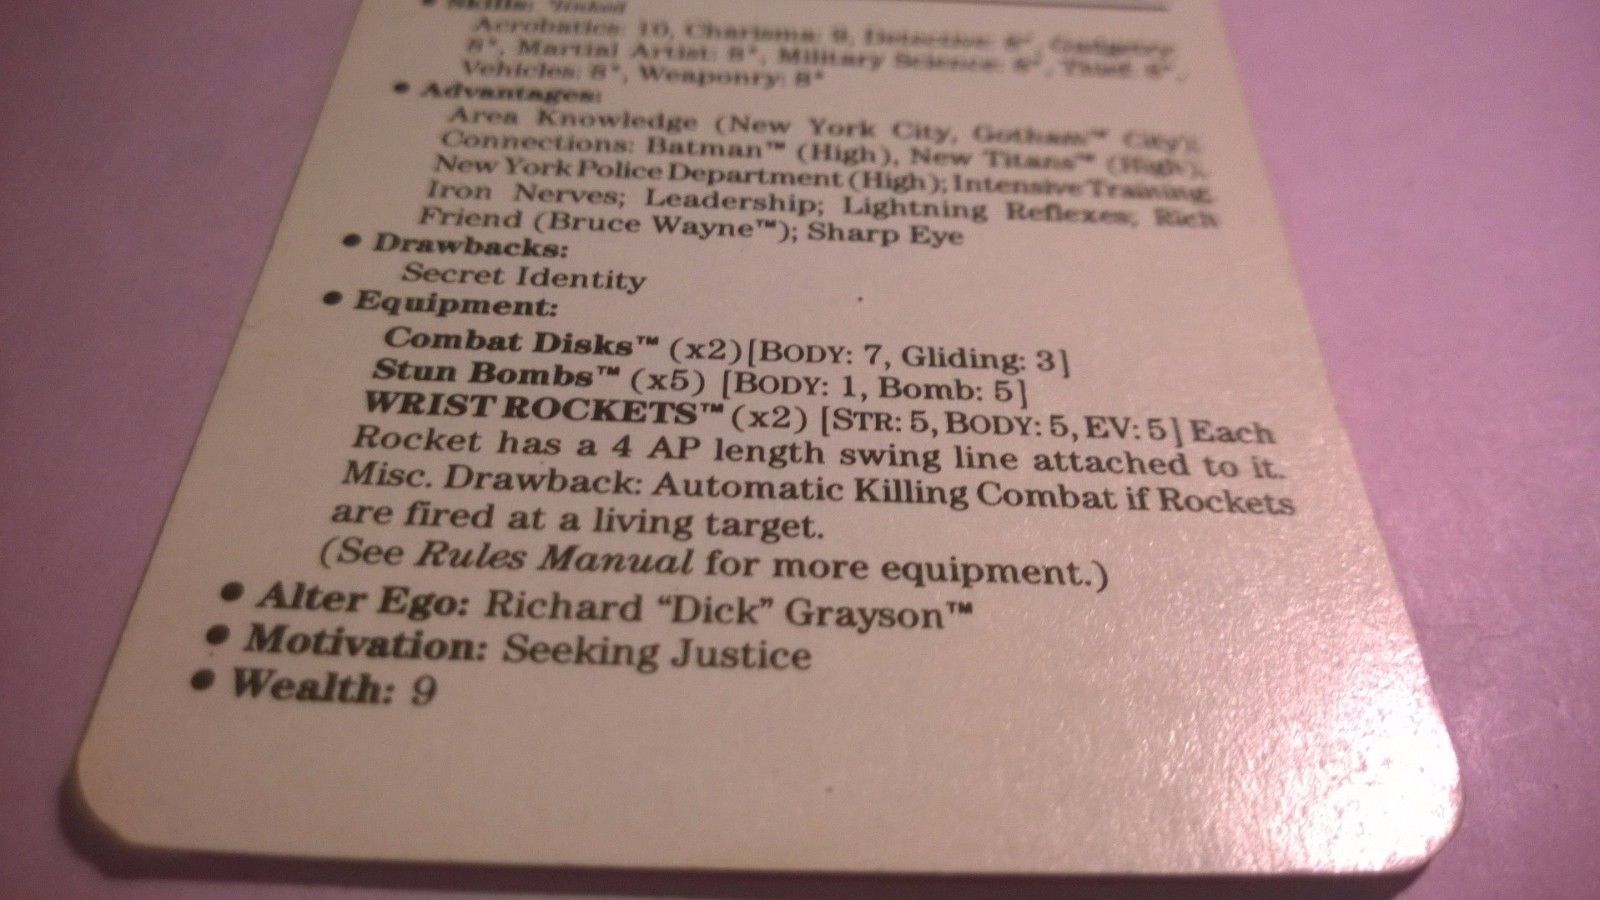 • Skills: *linked
Acrobatics: 10, Charisma: 9, Detective: 8*, Gadgetry:
8*, Martial Artist: 8*, Military Science: 8*, Thief: 8*,
Vehicles: 8*, Weaponry: 8*
• Advantages:
Area Knowledge (New York City, Gotham™ City);
Connections: Batman™ (High), New Titans™ (High),
New York Police Department (High); Intensive Training;
Iron Nerves; Leadership; Lightning Reflexes; Rich
Friend (Bruce Wayne™); Sharp Eye
• Drawbacks:
Secret Identity
• Equipment:
Combat Disks™ (x2) [BODY: 7, Gliding: 3]
Stun Bombs™ (x5) [BODY: 1, Bomb: 5]
WRIST ROCKETS™ (x2) [STR: 5, BODY: 5, EV: 5] Each
Rocket has a 4 AP length swing line attached to it.
Misc. Drawback: Automatic Killing Combat if Rockets
are fired at a living target.
(See Rules Manual for more equipment.)
• Alter Ego: Richard “Dick” Grayson™
• Motivation: Seeking Justice
• Wealth: 9